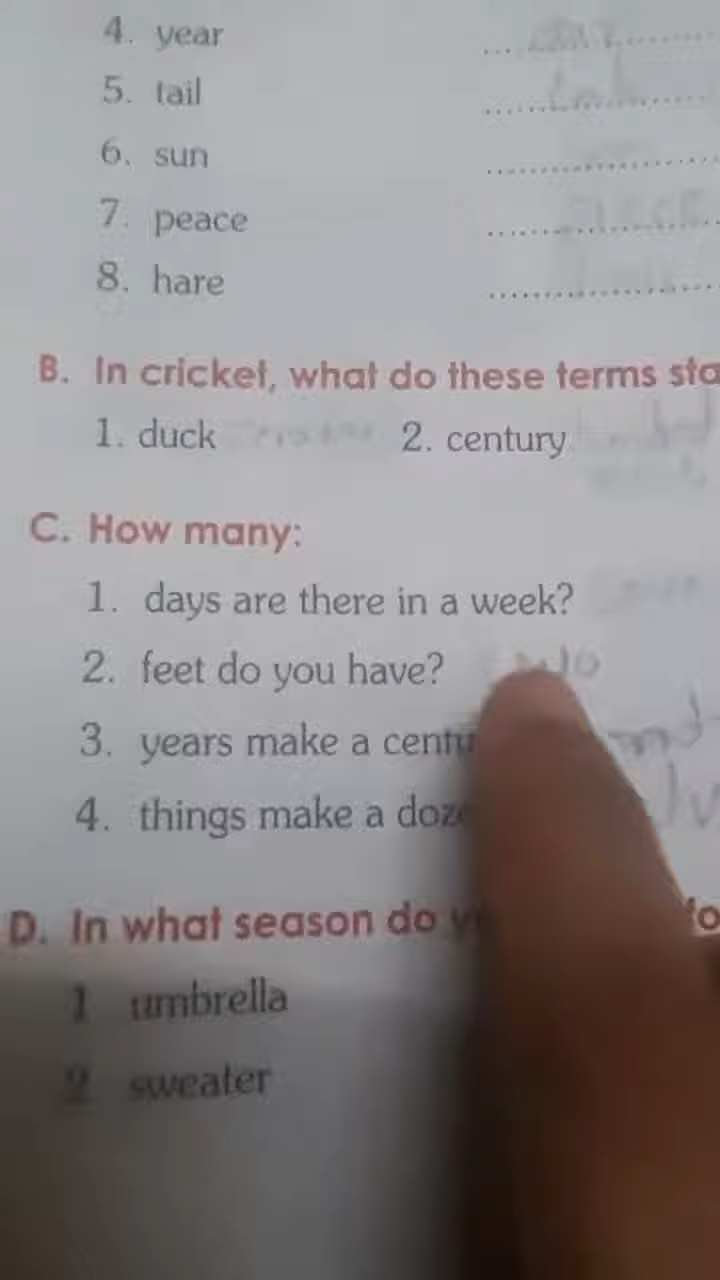 4. year
5. tail
6. sun
7. peace
8. hare
B. In cricket, what do these terms sta
1. duck 2. century
C. How many:
1. days are there in a week?
2. feet do you have?
3. years make a centu
4. things make a doze
D. In what season do y
1 umbrella
2 sweater